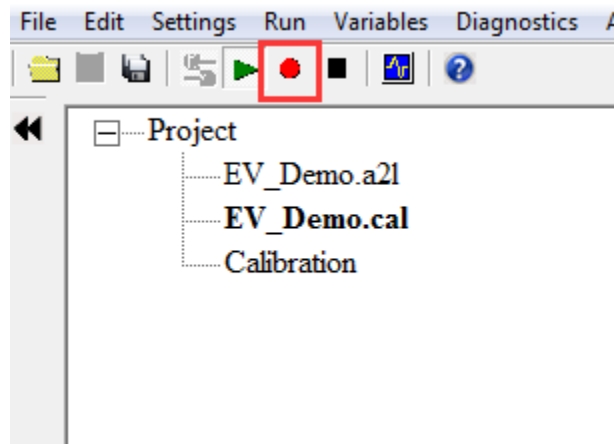 File Edit Settings Run Variables Diagnostics
Project
EV_Demo.a2l
EV_Demo.cal
Calibration